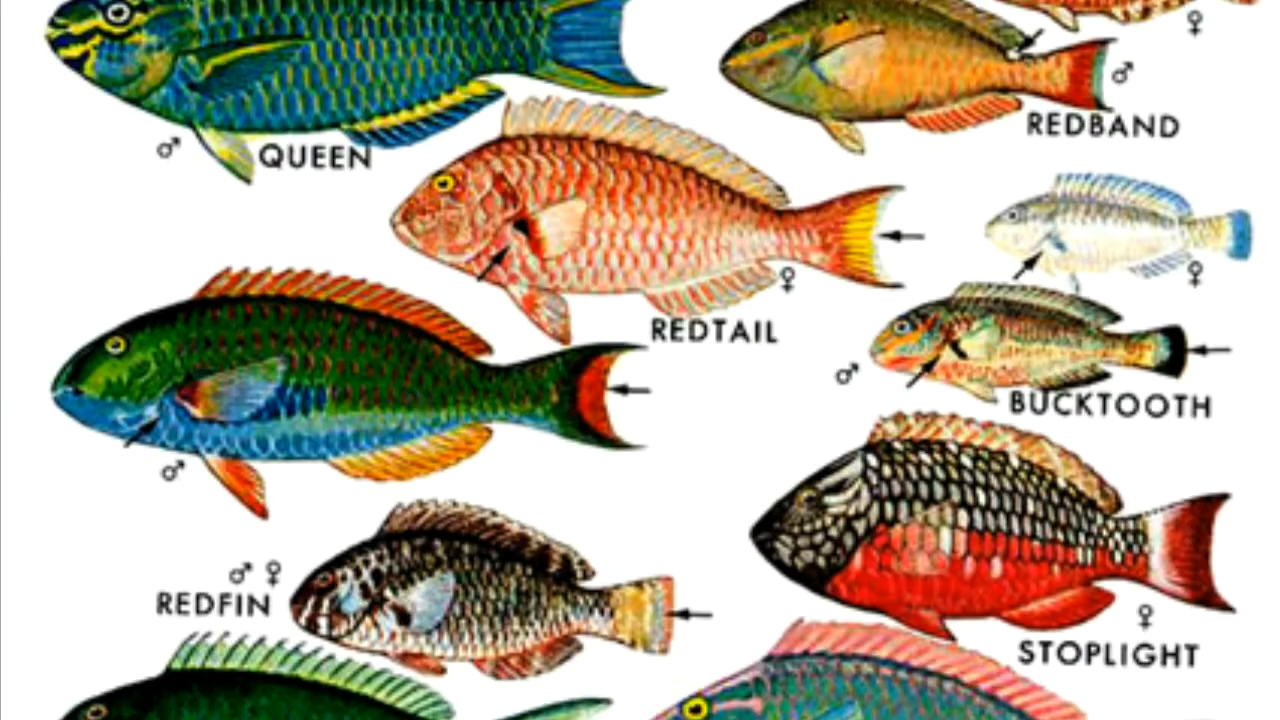 ♀
♂
REDBAND
♂ QUEEN
♀
REDTAIL
♀
♂
BUCKTOOTH
♂
♂ ♀
REDFIN
♀
STOPLIGHT